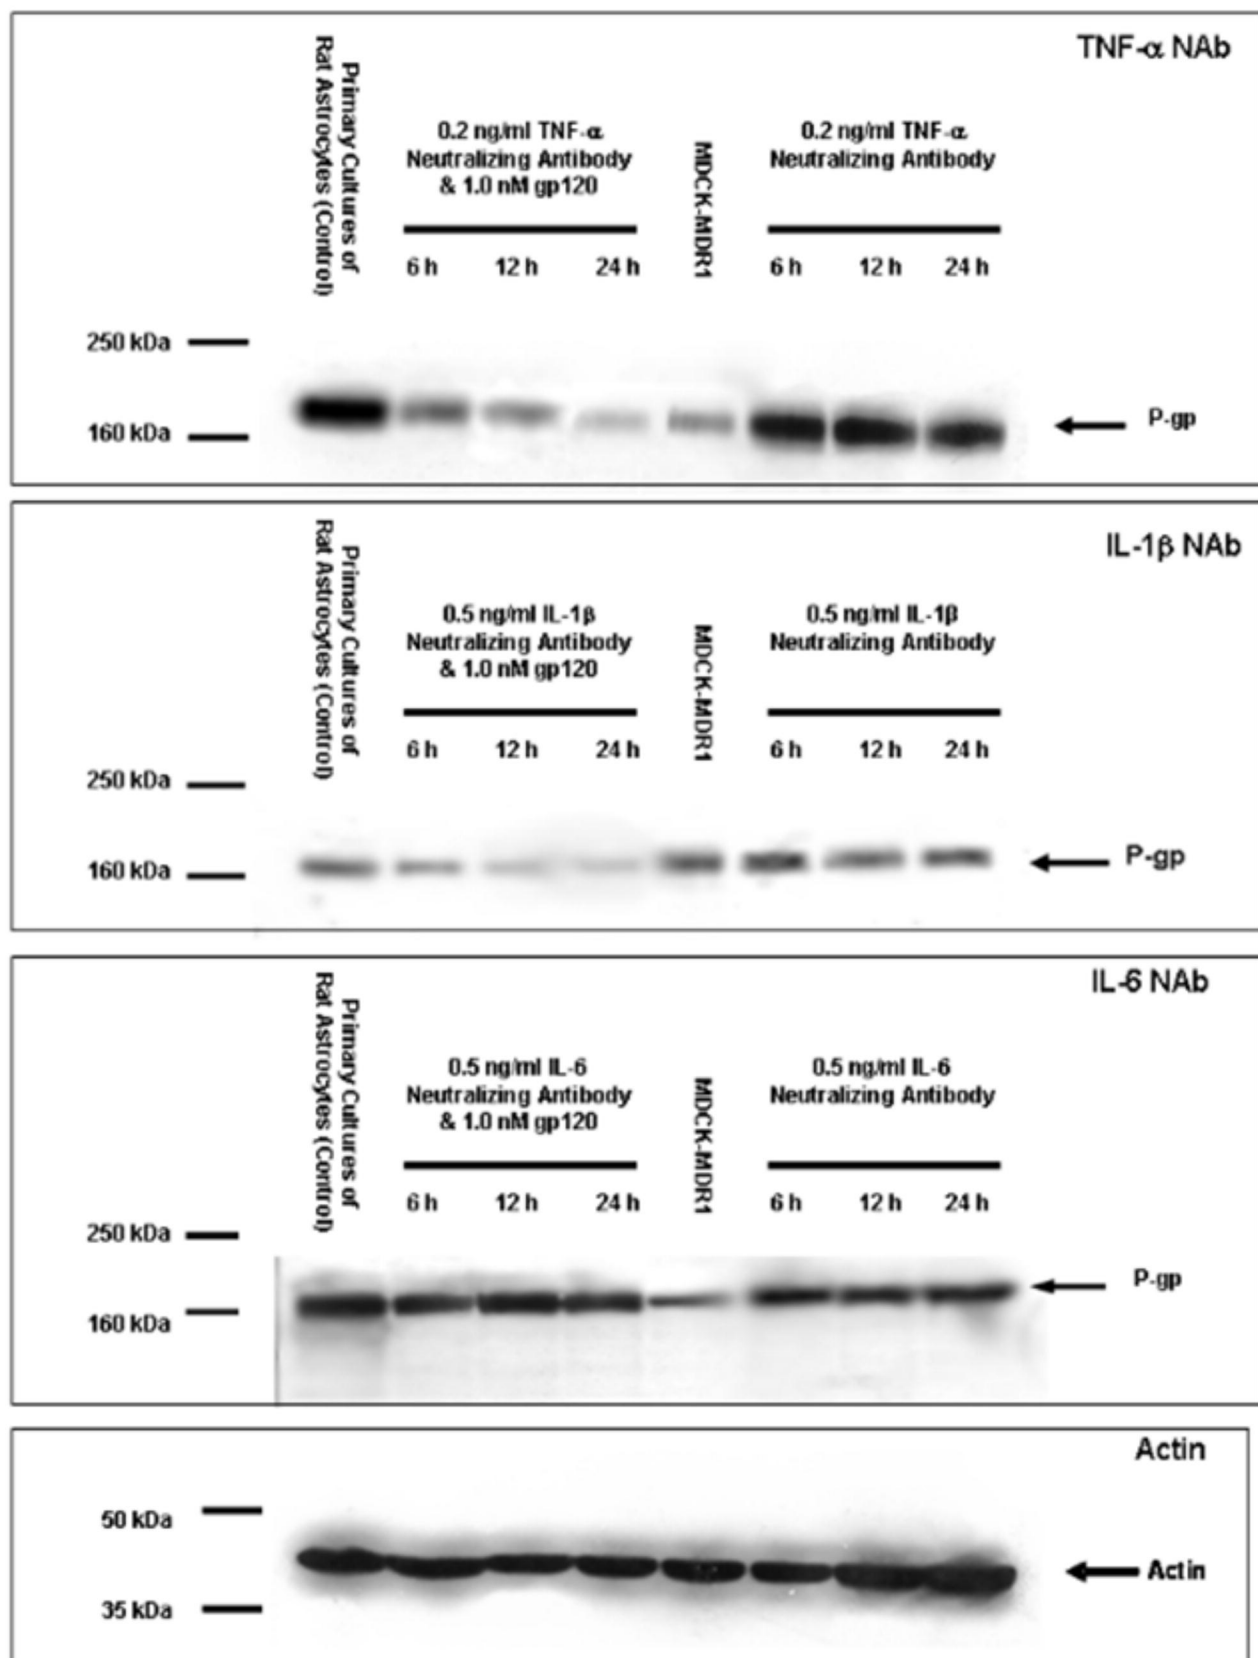 TNF-α NAb
Primary Cultures of
Rat Astrocytes (Control)
0.2 ng/ml TNF-α
Neutralizing Antibody
& 1.0 nM gp120
MDCK-MDR1
0.2 ng/ml TNF-α
Neutralizing Antibody
6 h 12 h 24 h 6 h 12 h 24 h
250 kDa
160 kDa
P-gp
IL-1β NAb
Primary Cultures of
Rat Astrocytes (Control)
0.5 ng/ml IL-1β
Neutralizing Antibody
& 1.0 nM gp120
MDCK-MDR1
0.5 ng/ml IL-1β
Neutralizing Antibody
6 h 12 h 24 h 6 h 12 h 24 h
250 kDa
160 kDa
P-gp
IL-6 NAb
Primary Cultures of
Rat Astrocytes (Control)
0.5 ng/ml IL-6
Neutralizing Antibody
& 1.0 nM gp120
MDCK-MDR1
0.5 ng/ml IL-6
Neutralizing Antibody
6 h 12 h 24 h 6 h 12 h 24 h
250 kDa
160 kDa
P-gp
Actin
50 kDa
35 kDa
Actin